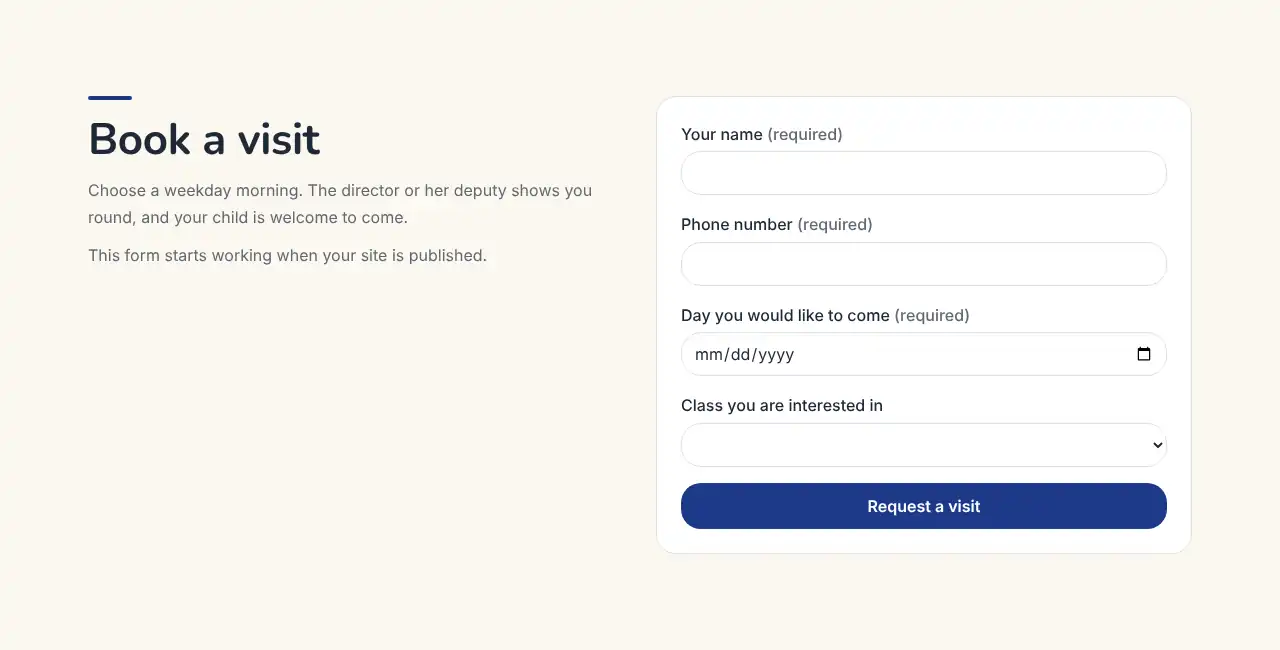 Book a visit
Choose a weekday morning. The director or her deputy shows you
round, and your child is welcome to come.
This form starts working when your site is published.
Your name (required)
Phone number (required)
Day you would like to come (required)
mm/dd/yyyy
Class you are interested in
Request a visit